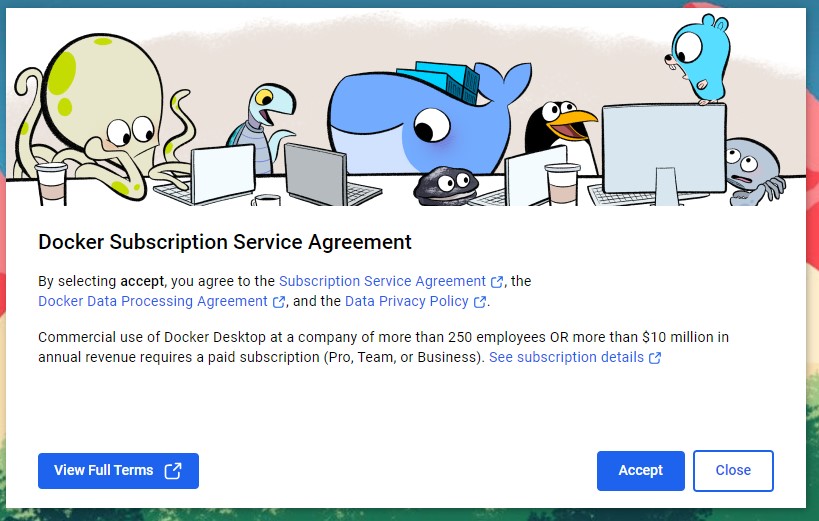 Docker Subscription Service Agreement
By selecting accept, you agree to the Subscription Service Agreement, the
Docker Data Processing Agreement, and the Data Privacy Policy.
Commercial use of Docker Desktop at a company of more than 250 employees OR more than $10 million in
annual revenue requires a paid subscription (Pro, Team, or Business). See subscription details
View Full Terms
Accept
Close